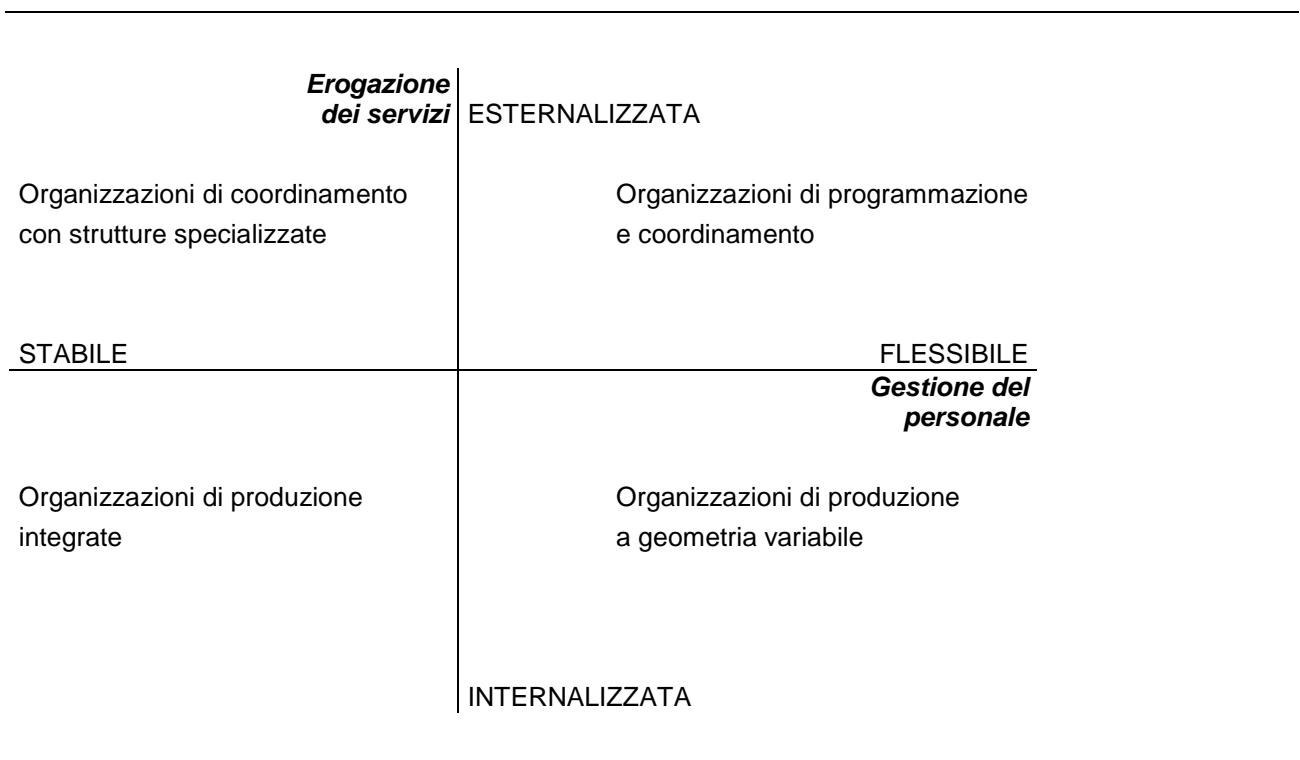 Erogazione
dei servizi
ESTERNALIZZATA
Organizzazioni di coordinamento
con strutture specializzate
Organizzazioni di programmazione
e coordinamento
STABILE
FLESSIBILE
Gestione del
personale
Organizzazioni di produzione
integrate
Organizzazioni di produzione
a geometria variabile
INTERNALIZZATA